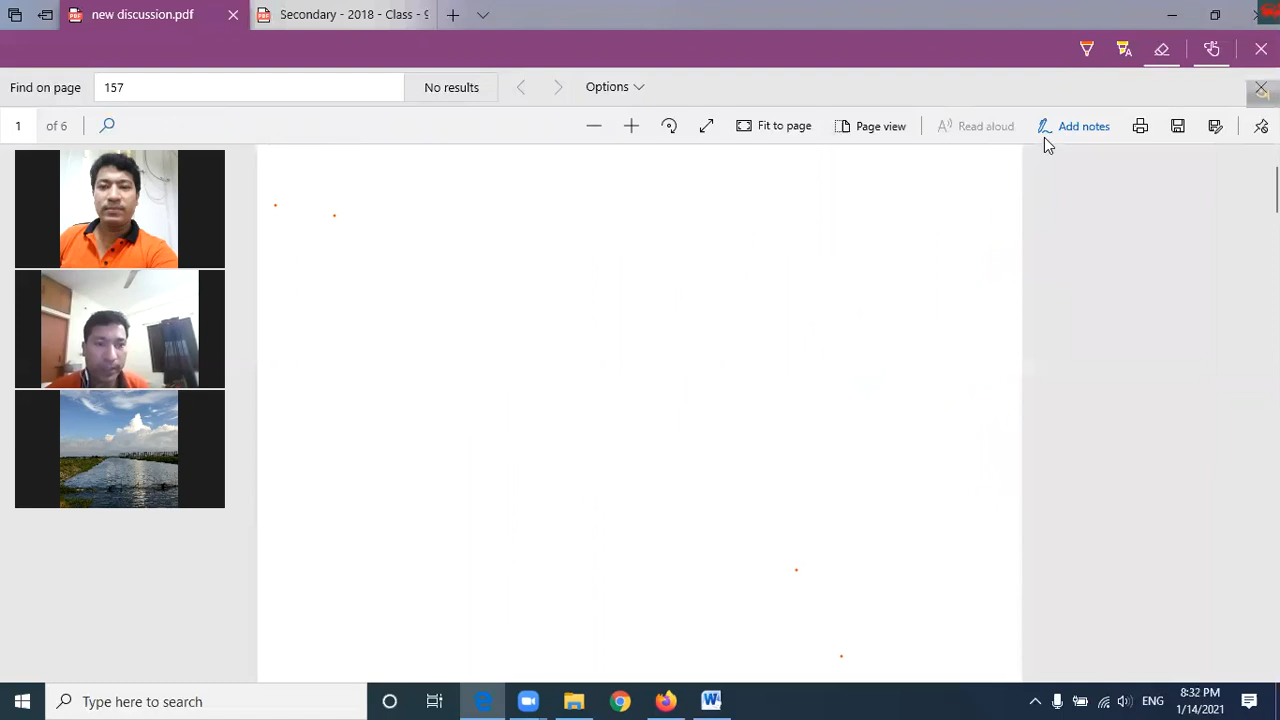 new discussion.pdf
Secondary - 2018 - Class - 9
Find on page
157
No results
Options
1
of 6
Fit to page
Page view
Read aloud
Add notes
Type here to search
ENG
8:32 PM
1/14/2021